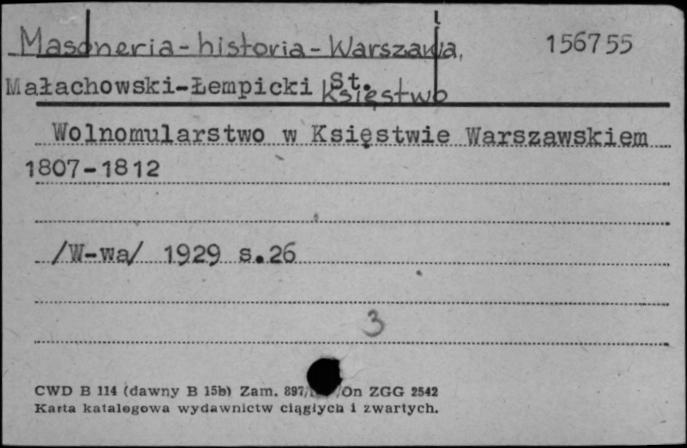 Masoneria - historia - Warszawa, 156755
Małachowski-Łempicki St. Księstwo
Wolnomularstwo w Księstwie Warszawskiem
1807-1812
/W-wa/ 1929 s.26
3
CWD B 114 (dawny B 15b) Zam. 897/ /On ZGG 2542
Karta katalogowa wydawnictw ciągłych i zwartych.